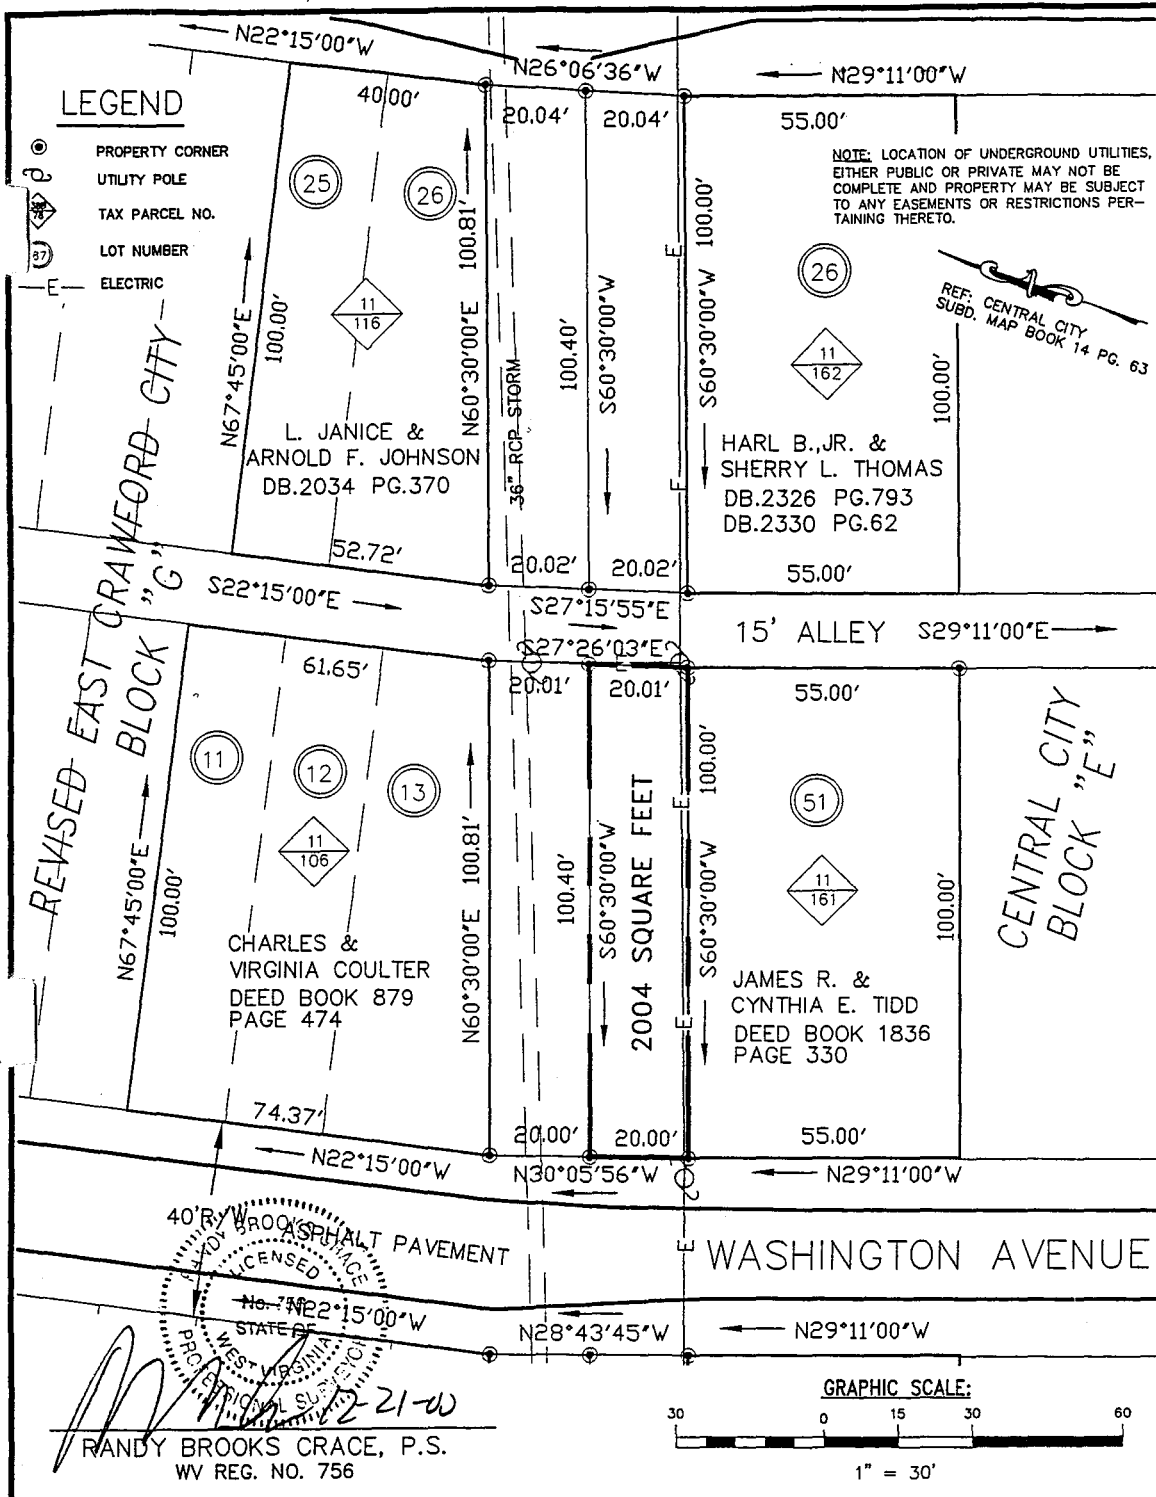 N22°15'00"W
N26°06'36"W
N29°11'00"W
LEGEND
PROPERTY CORNER
UTILITY POLE
TAX PARCEL NO.
87
LOT NUMBER
E ELECTRIC
40.00'
20.04'
20.04'
55.00'
NOTE: LOCATION OF UNDERGROUND UTILITIES,
EITHER PUBLIC OR PRIVATE MAY NOT BE
COMPLETE AND PROPERTY MAY BE SUBJECT
TO ANY EASEMENTS OR RESTRICTIONS PER-
TAINING THERETO.
REF: CENTRAL CITY
SUBD. MAP BOOK 14 PG. 63
25
26
26
11
116
11
162
N67°45'00"E
100.00'
N60°30'00"E 100.81'
36" RCP STORM
100.40'
S60°30'00"W
E
S60°30'00"W 100.00'
100.00'
L. JANICE &
ARNOLD F. JOHNSON
DB.2034 PG.370
HARL B.,JR. &
SHERRY L. THOMAS
DB.2326 PG.793
DB.2330 PG.62
E
52.72'
20.02'
20.02'
55.00'
S22°15'00"E
S27°15'55"E
15' ALLEY
S29°11'00"E
S27°26'03"E
E
61.65'
20.01'
20.01'
55.00'
REVISED EAST CRAWFORD CITY
BLOCK "G"
CENTRAL CITY
BLOCK "E"
11
12
13
51
11
106
11
161
N67°45'00"E
100.00'
N60°30'00"E 100.81'
100.40'
S60°30'00"W
2004 SQUARE FEET
E
E
S60°30'00"W 100.00'
100.00'
CHARLES &
VIRGINIA COULTER
DEED BOOK 879
PAGE 474
JAMES R. &
CYNTHIA E. TIDD
DEED BOOK 1836
PAGE 330
74.37'
20.00'
20.00'
55.00'
N22°15'00"W
N30°05'56"W
N29°11'00"W
40'R/W
ASPHALT PAVEMENT
E
WASHINGTON AVENUE
N22°15'00"W
N28°43'45"W
N29°11'00"W
RANDY BROOKS CRACE
LICENSED
No. 756
STATE OF
WEST VIRGINIA
PROFESSIONAL SURVEYOR
12-21-00
RANDY BROOKS CRACE, P.S.
WV REG. NO. 756
GRAPHIC SCALE:
30 0 15 30 60
1" = 30'